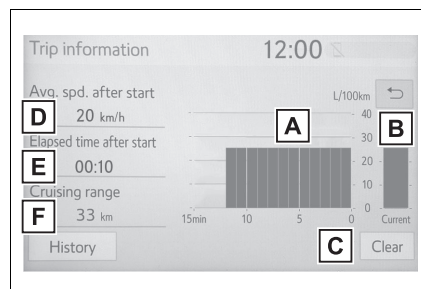 Trip information 12:00
Avg. spd. after start
L/100km
D 20 km/h
A
B
40
30
20
10
0
Elapsed time after start
E 00:10
Cruising range
F 33 km
15min 10 5 0 Current
History C Clear